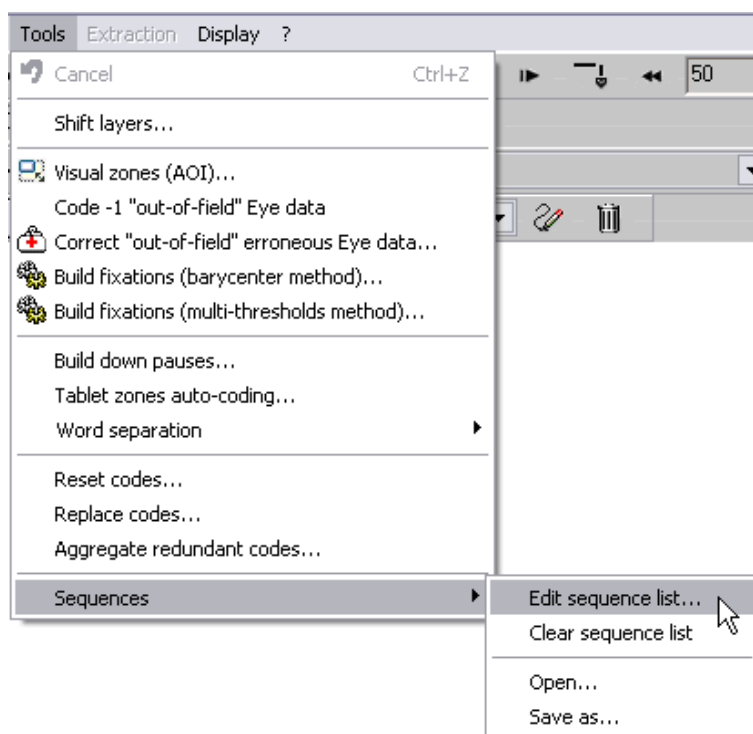 Tools Extraction Display ?
Cancel Ctrl+Z
50
Shift layers...
Visual zones (AOI)...
Code -1 "out-of-field" Eye data
Correct "out-of-field" erroneous Eye data...
Build fixations (barycenter method)...
Build fixations (multi-thresholds method)...
Build down pauses...
Tablet zones auto-coding...
Word separation
Reset codes...
Replace codes...
Aggregate redundant codes...
Sequences
Edit sequence list...
Clear sequence list
Open...
Save as...